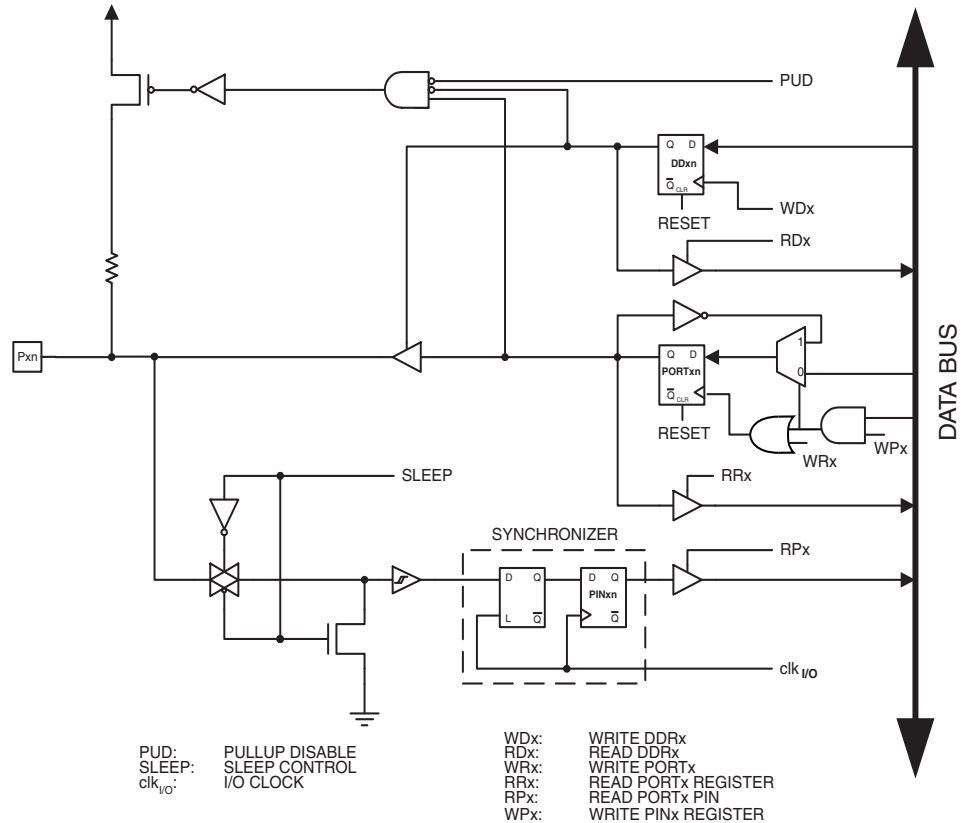 PUD
Q D
DDxn
Q CLR
WDx
RESET
RDx
Pxn
1
Q D
PORTxn
0
Q CLR
RESET
WRx
WPx
DATA BUS
SLEEP
RRx
SYNCHRONIZER
RPx
D Q
D Q
PINxn
L Q
Q
clk I/O
PUD: PULLUP DISABLE
SLEEP: SLEEP CONTROL
clkI/O: I/O CLOCK
WDx: WRITE DDRx
RDx: READ DDRx
WRx: WRITE PORTx
RRx: READ PORTx REGISTER
RPx: READ PORTx PIN
WPx: WRITE PINx REGISTER